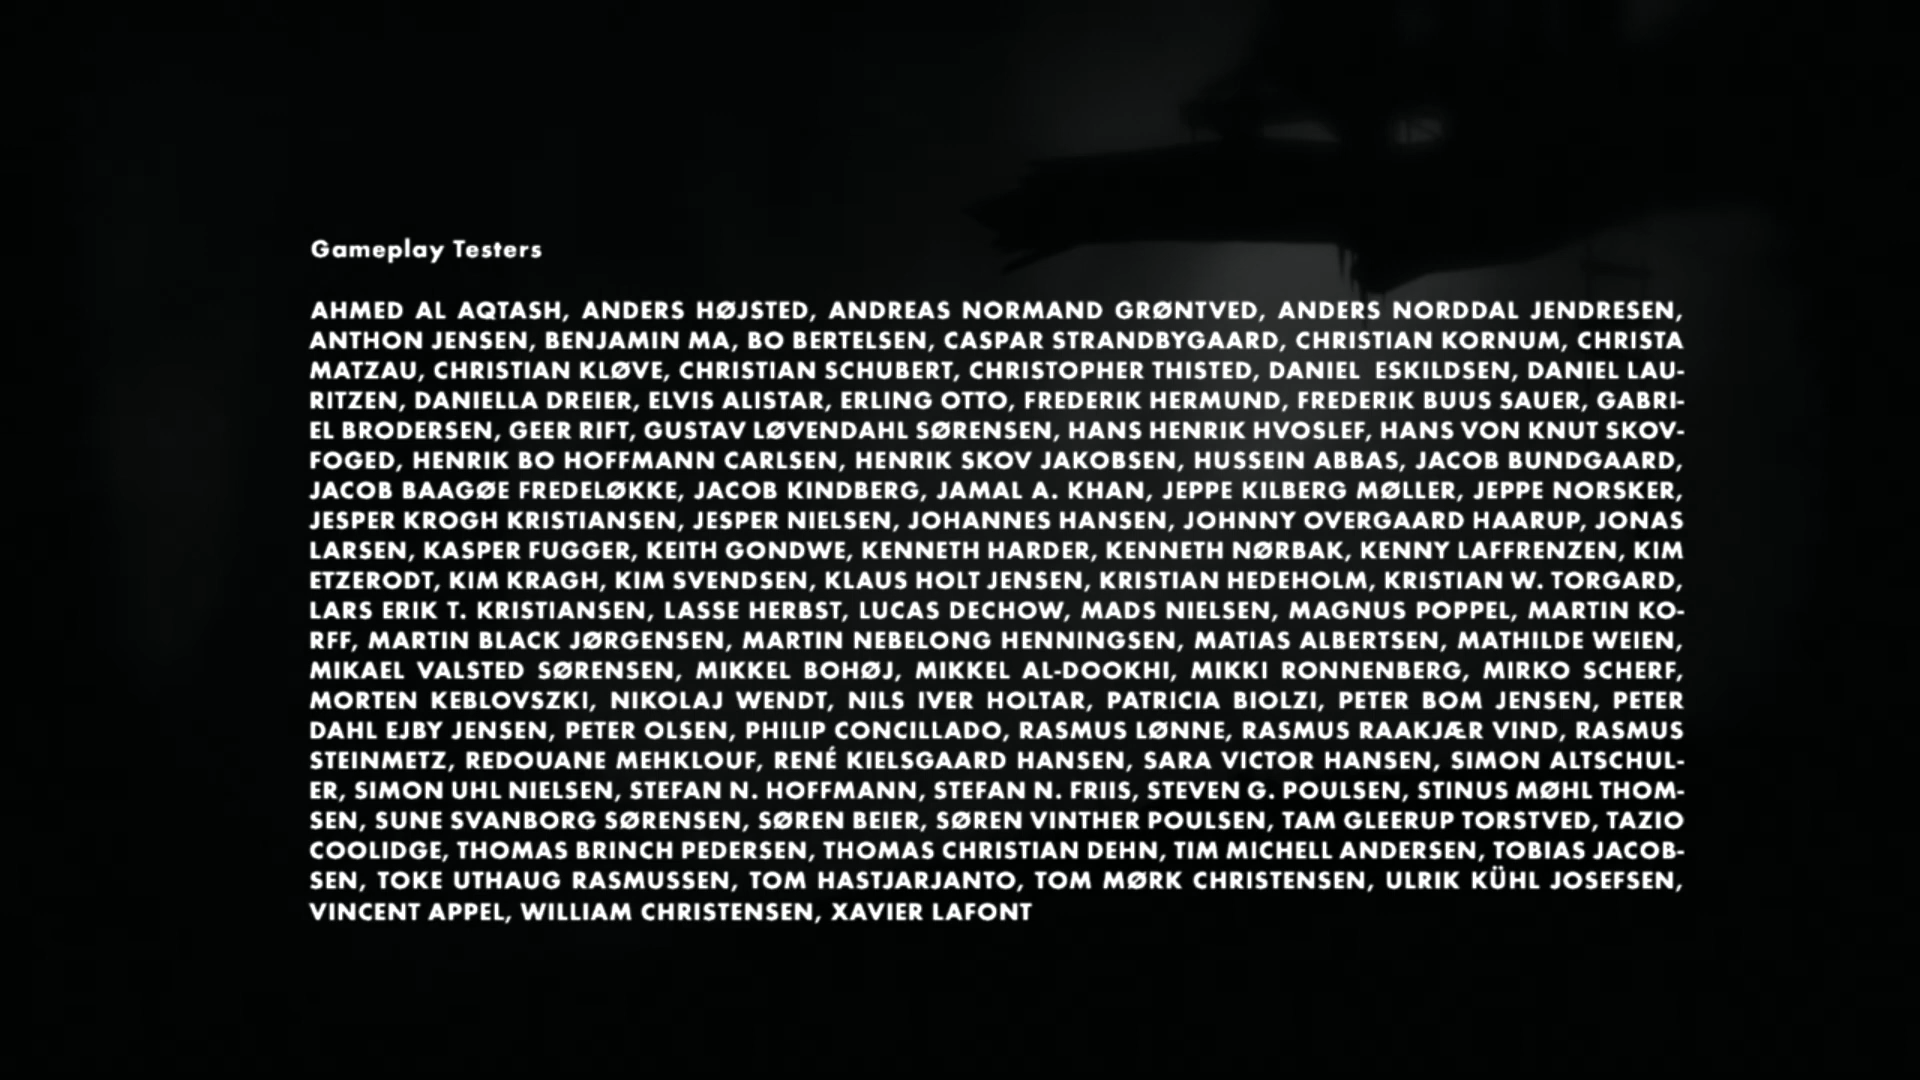 Gameplay Testers
AHMED AL AQTASH, ANDERS HØJSTED, ANDREAS NORMAND GRØNTVED, ANDERS NORDDAL JENDRESEN,
ANTHON JENSEN, BENJAMIN MA, BO BERTELSEN, CASPAR STRANDBYGAARD, CHRISTIAN KORNUM, CHRISTA
MATZAU, CHRISTIAN KLØVE, CHRISTIAN SCHUBERT, CHRISTOPHER THISTED, DANIEL ESKILDSEN, DANIEL LAU-
RITZEN, DANIELLA DREIER, ELVIS ALISTAR, ERLING OTTO, FREDERIK HERMUND, FREDERIK BUUS SAUER, GABRI-
EL BRODERSEN, GEER RIFT, GUSTAV LØVENDAHL SØRENSEN, HANS HENRIK HVOSLEF, HANS VON KNUT SKOV-
FOGED, HENRIK BO HOFFMANN CARLSEN, HENRIK SKOV JAKOBSEN, HUSSEIN ABBAS, JACOB BUNDGAARD,
JACOB BAAGØE FREDELØKKE, JACOB KINDBERG, JAMAL A. KHAN, JEPPE KILBERG MØLLER, JEPPE NORSKER,
JESPER KROGH KRISTIANSEN, JESPER NIELSEN, JOHANNES HANSEN, JOHNNY OVERGAARD HAARUP, JONAS
LARSEN, KASPER FUGGER, KEITH GONDWE, KENNETH HARDER, KENNETH NØRBAK, KENNY LAFFRENZEN, KIM
ETZERODT, KIM KRAGH, KIM SVENDSEN, KLAUS HOLT JENSEN, KRISTIAN HEDEHOLM, KRISTIAN W. TORGARD,
LARS ERIK T. KRISTIANSEN, LASSE HERBST, LUCAS DECHOW, MADS NIELSEN, MAGNUS POPPEL, MARTIN KO-
RFF, MARTIN BLACK JØRGENSEN, MARTIN NEBELONG HENNINGSEN, MATIAS ALBERTSEN, MATHILDE WEIEN,
MIKAEL VALSTED SØRENSEN, MIKKEL BOHØJ, MIKKEL AL-DOOKHI, MIKKI RONNENBERG, MIRKO SCHERF,
MORTEN KEBLOVSZKI, NIKOLAJ WENDT, NILS IVER HOLTAR, PATRICIA BIOLZI, PETER BOM JENSEN, PETER
DAHL EJBY JENSEN, PETER OLSEN, PHILIP CONCILLADO, RASMUS LØNNE, RASMUS RAAKJÆR VIND, RASMUS
STEINMETZ, REDOUANE MEHKLOUF, RENÉ KIELSGAARD HANSEN, SARA VICTOR HANSEN, SIMON ALTSCHUL-
ER, SIMON UHL NIELSEN, STEFAN N. HOFFMANN, STEFAN N. FRIIS, STEVEN G. POULSEN, STINUS MØHL THOM-
SEN, SUNE SVANBORG SØRENSEN, SØREN BEIER, SØREN VINTHER POULSEN, TAM GLEERUP TORSTVED, TAZIO
COOLIDGE, THOMAS BRINCH PEDERSEN, THOMAS CHRISTIAN DEHN, TIM MICHELL ANDERSEN, TOBIAS JACOB-
SEN, TOKE UTHAUG RASMUSSEN, TOM HASTJARJANTO, TOM MØRK CHRISTENSEN, ULRIK KÜHL JOSEFSEN,
VINCENT APPEL, WILLIAM CHRISTENSEN, XAVIER LAFONT